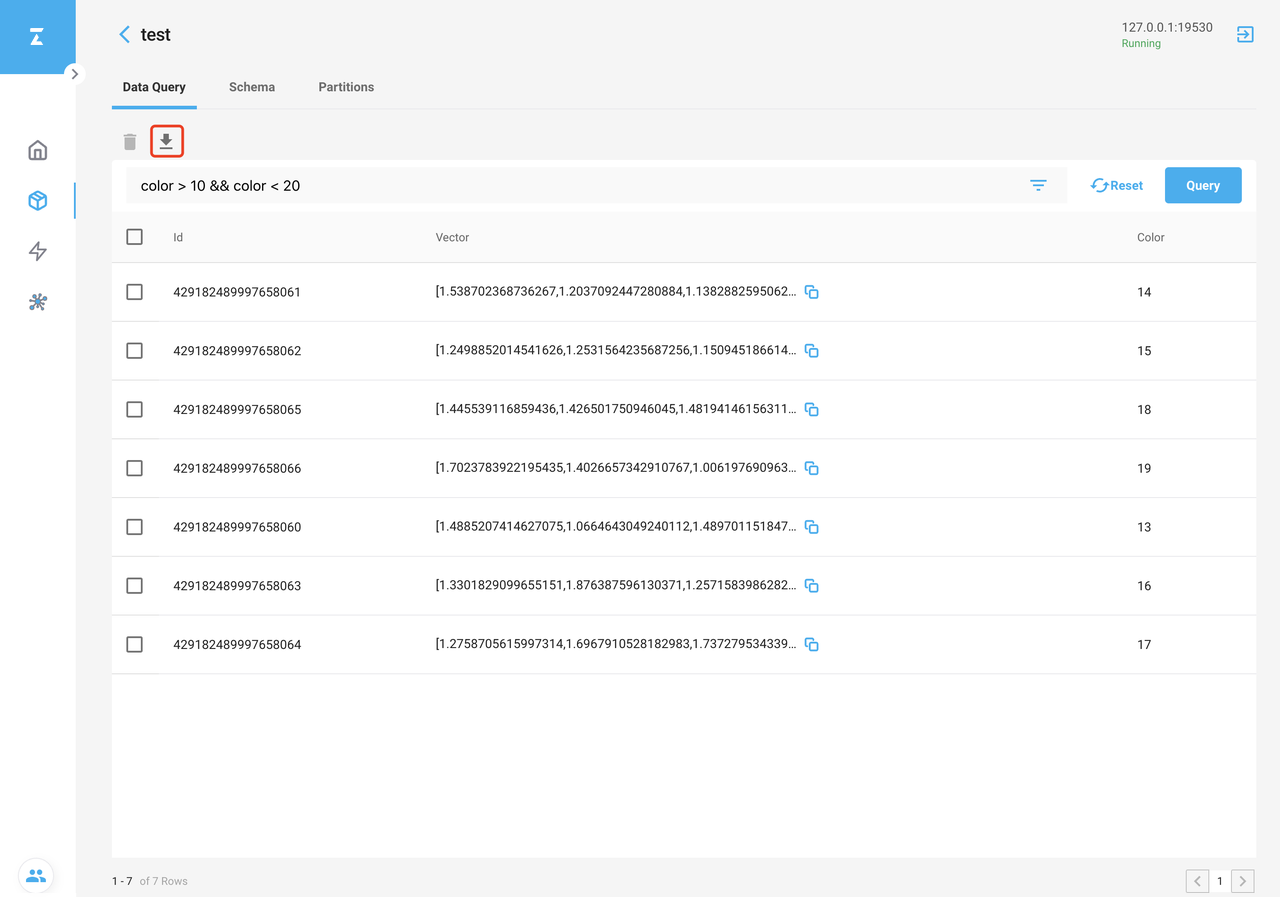 test
127.0.0.1:19530
Running
Data Query Schema Partitions
color > 10 && color < 20 Reset Query
Id Vector Color
429182489997658061 [1.538702368736267,1.2037092447280884,1.1382882595062... 14
429182489997658062 [1.2498852014541626,1.2531564235687256,1.150945186614... 15
429182489997658065 [1.445539116859436,1.426501750946045,1.48194146156311... 18
429182489997658066 [1.7023783922195435,1.4026657342910767,1.006197690963... 19
429182489997658060 [1.4885207414627075,1.0664643049240112,1.489701151847... 13
429182489997658063 [1.3301829099655151,1.876387596130371,1.2571583986282... 16
429182489997658064 [1.2758705615997314,1.6967910528182983,1.737279534339... 17
1 - 7 of 7 Rows 1